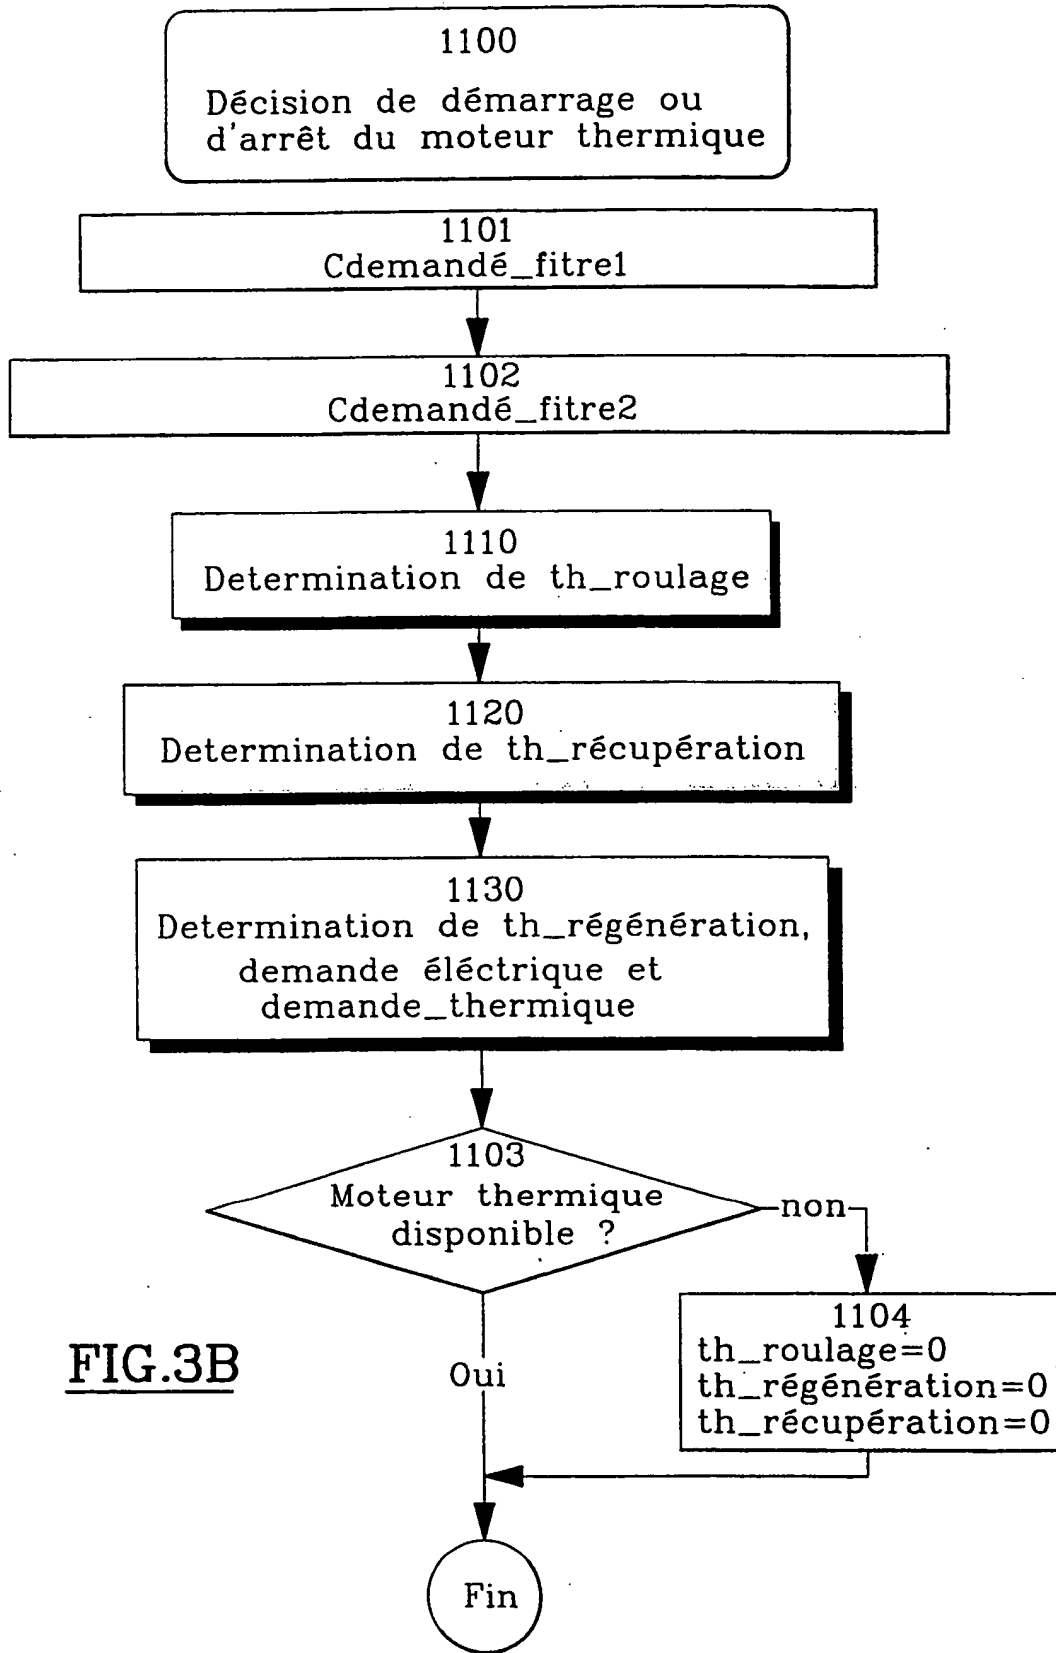 1100
Décision de démarrage ou
d'arrêt du moteur thermique
1101
Cdemandé_fitre1
1102
Cdemandé_fitre2
1110
Determination de th_roulage
1120
Determination de th_récupération
1130
Determination de th_régénération,
demande éléctrique et
demande_thermique
1103
Moteur thermique
disponible ?
non
1104
th_roulage=0
th_régénération=0
th_récupération=0
Oui
FIG.3B
Fin